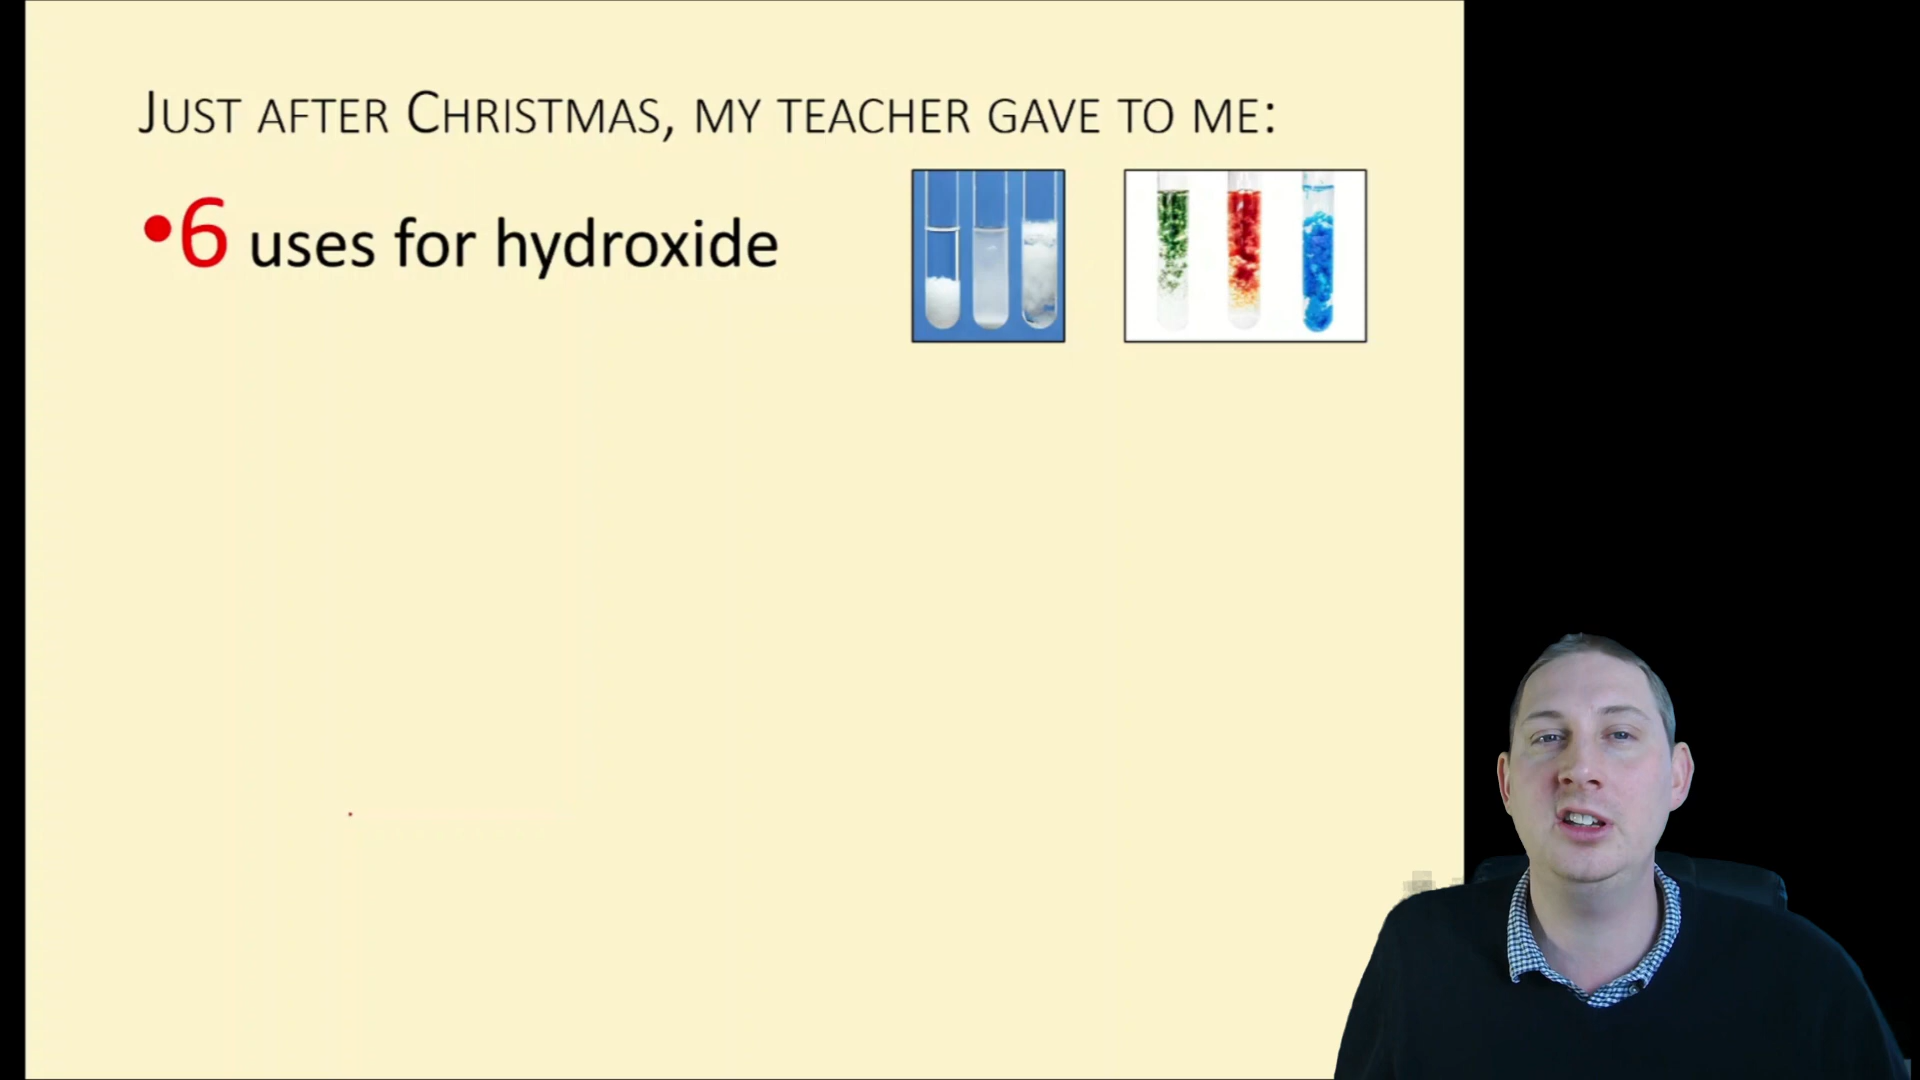 Just after Christmas, my teacher gave to me:
•6 uses for hydroxide